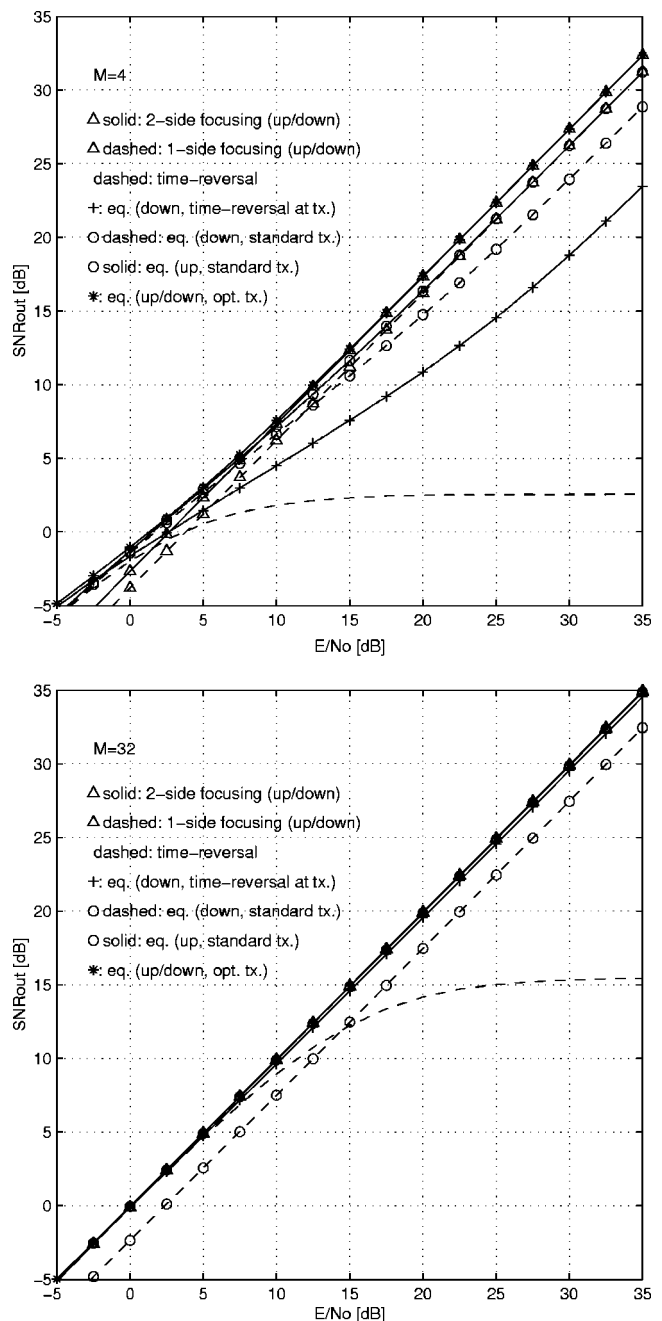 35
30
25
20
15
10
5
0
−5
SNRout [dB]
M=4
△ solid: 2−side focusing (up/down)
△ dashed: 1−side focusing (up/down)
dashed: time−reversal
+: eq. (down, time−reversal at tx.)
○ dashed: eq. (down, standard tx.)
○ solid: eq. (up, standard tx.)
∗: eq. (up/down, opt. tx.)
−5 0 5 10 15 20 25 30 35
E/No [dB]
35
30
25
20
15
10
5
0
−5
SNRout [dB]
M=32
△ solid: 2−side focusing (up/down)
△ dashed: 1−side focusing (up/down)
dashed: time−reversal
+: eq. (down, time−reversal at tx.)
○ dashed: eq. (down, standard tx.)
○ solid: eq. (up, standard tx.)
∗: eq. (up/down, opt. tx.)
−5 0 5 10 15 20 25 30 35
E/No [dB]